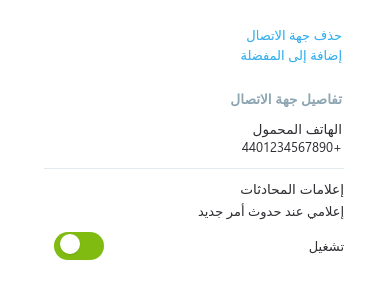 حذف جهة الاتصال
إضافة إلى المفضلة
تفاصيل جهة الاتصال
الهاتف المحمول
+4401234567890
إعلامات المحادثات
إعلامي عند حدوث أمر جديد
تشغيل